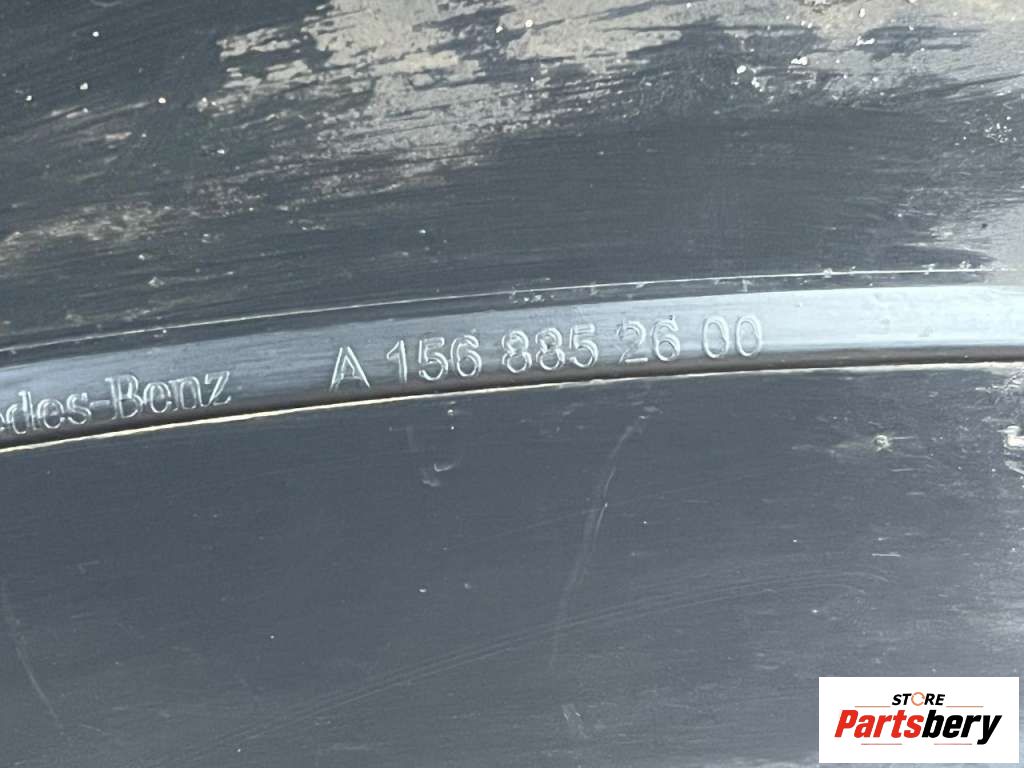 edes-Benz A 156 885 26 00
STORE
Partsbery